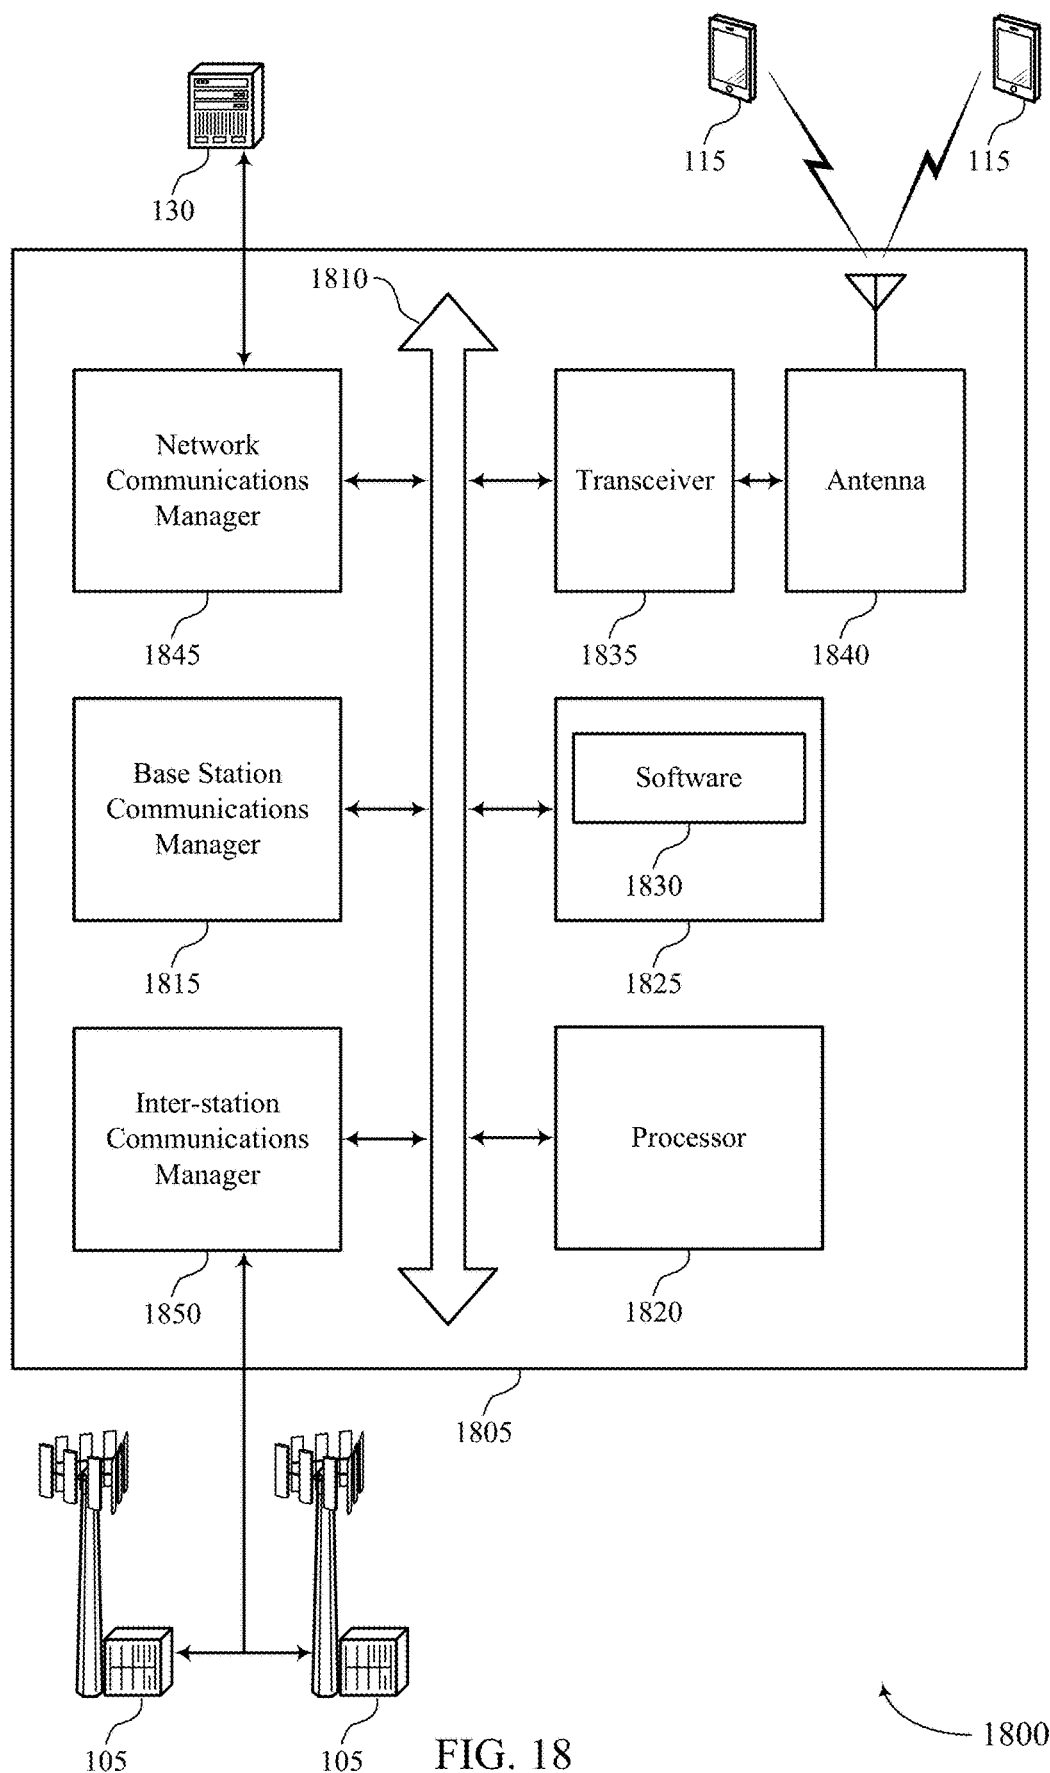 115
115
130
1810
Network
Communications
Manager
Transceiver
Antenna
1845
1835
1840
Base Station
Communications
Manager
Software
1830
1815
1825
Inter-station
Communications
Manager
Processor
1850
1820
1805
105
105
FIG. 18
1800